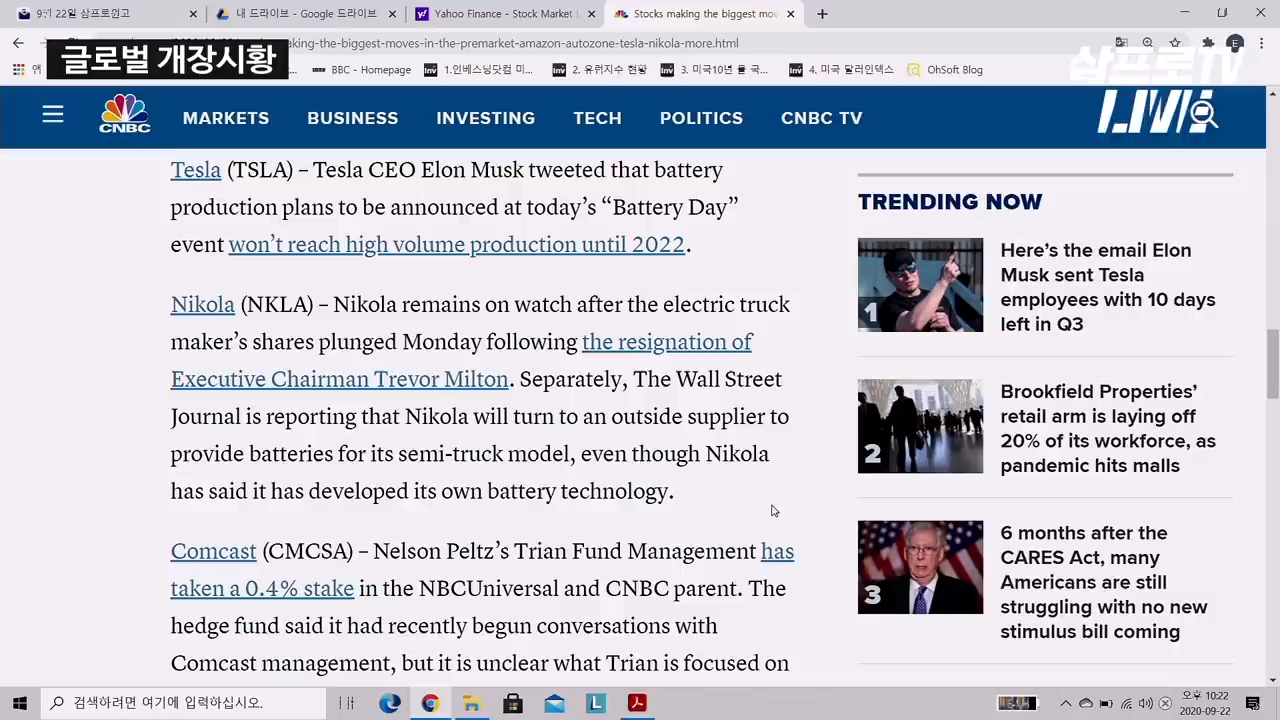 9월 22일 삼프로원고
내 드라이브 - Google 드라이브
Yahoo Finance - Stock Market L
Stocks making the biggest mov
글로벌 개장시황
aking-the-biggest-moves-in-the-premarket-amazon-autozone-tesla-nikola-more.html
삼프로TV
BBC - Homepage
1.인베스팅닷컴 미...
2. 유럽지수 현황
3. 미국10년 물 국...
4. 미국 달러인덱스
OhSoft Blog
LIVE
CNBC
MARKETS
BUSINESS
INVESTING
TECH
POLITICS
CNBC TV
Tesla (TSLA) – Tesla CEO Elon Musk tweeted that battery
production plans to be announced at today’s “Battery Day”
event won’t reach high volume production until 2022.
Nikola (NKLA) – Nikola remains on watch after the electric truck
maker’s shares plunged Monday following the resignation of
Executive Chairman Trevor Milton. Separately, The Wall Street
Journal is reporting that Nikola will turn to an outside supplier to
provide batteries for its semi-truck model, even though Nikola
has said it has developed its own battery technology.
Comcast (CMCSA) – Nelson Peltz’s Trian Fund Management has
taken a 0.4% stake in the NBCUniversal and CNBC parent. The
hedge fund said it had recently begun conversations with
Comcast management, but it is unclear what Trian is focused on
TRENDING NOW
1
Here’s the email Elon
Musk sent Tesla
employees with 10 days
left in Q3
2
Brookfield Properties’
retail arm is laying off
20% of its workforce, as
pandemic hits malls
3
6 months after the
CARES Act, many
Americans are still
struggling with no new
stimulus bill coming
검색하려면 여기에 입력하십시오.
오후 10:22
2020-09-22